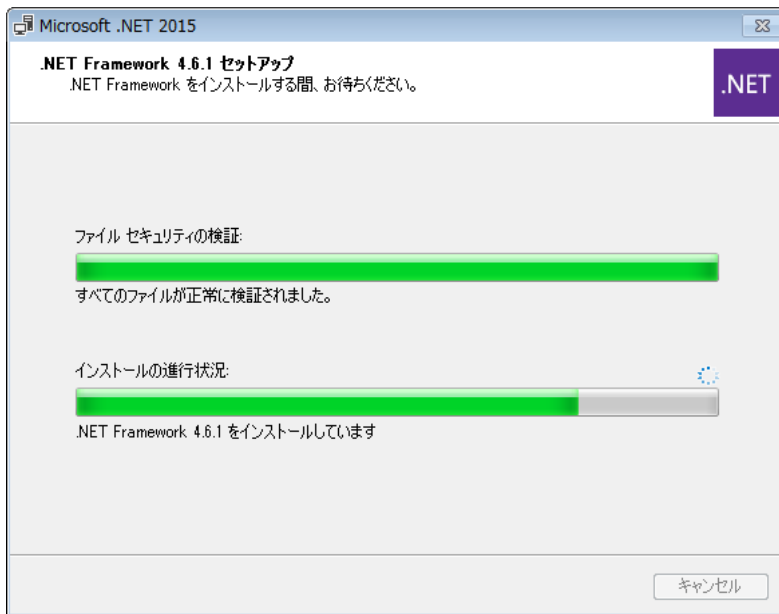 Microsoft .NET 2015
.NET Framework 4.6.1 セットアップ
.NET Framework をインストールする間、お待ちください。
.NET
ファイル セキュリティの検証:
すべてのファイルが正常に検証されました。
インストールの進行状況:
.NET Framework 4.6.1 をインストールしています
キャンセル